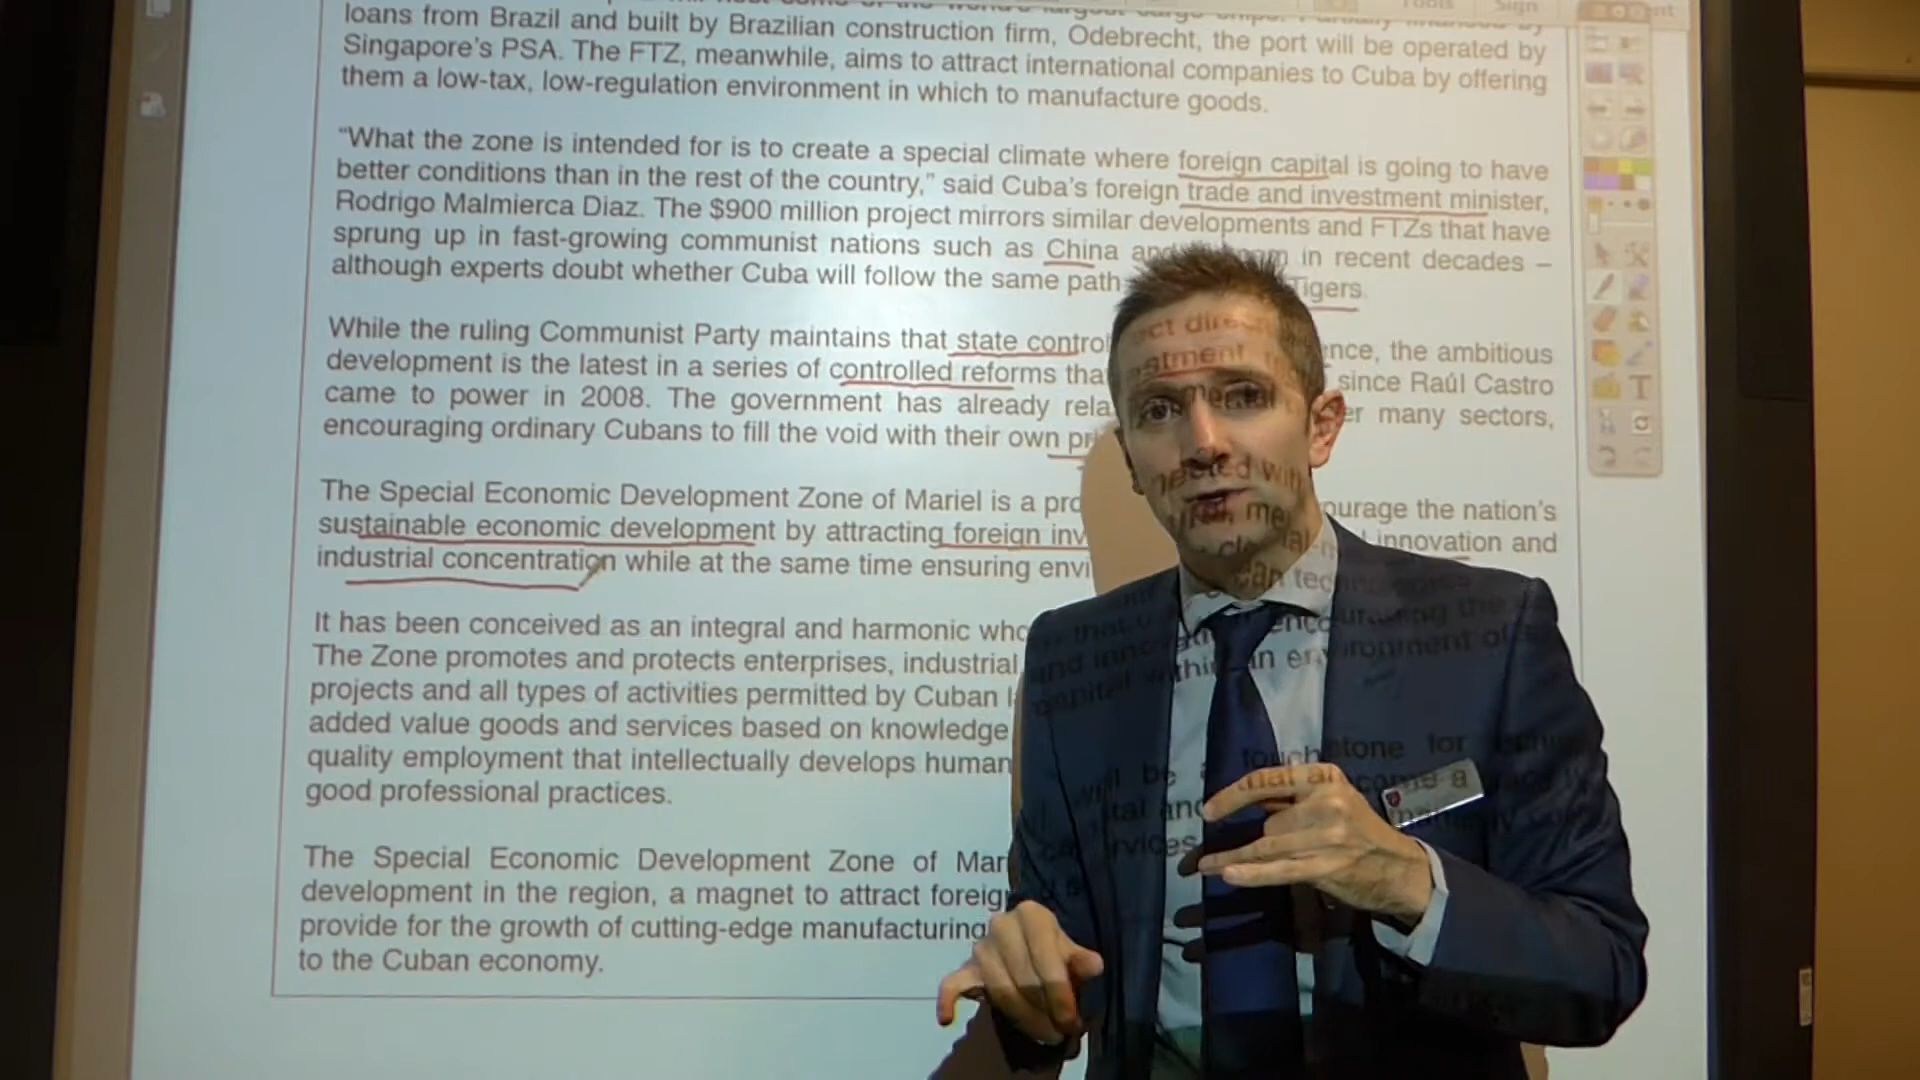 loans from Brazil and built by Brazilian construction firm, Odebrecht, the port will be operated by
Singapore's PSA. The FTZ, meanwhile, aims to attract international companies to Cuba by offering
them a low-tax, low-regulation environment in which to manufacture goods.
"What the zone is intended for is to create a special climate where foreign capital is going to have
better conditions than in the rest of the country," said Cuba's foreign trade and investment minister,
Rodrigo Malmierca Diaz. The $900 million project mirrors similar developments and FTZs that have
sprung up in fast-growing communist nations such as China and in recent decades –
although experts doubt whether Cuba will follow the same path Tigers.
While the ruling Communist Party maintains that state control the ambitious
development is the latest in a series of controlled reforms since Raúl Castro
came to power in 2008. The government has already many sectors,
encouraging ordinary Cubans to fill the void with their own
The Special Economic Development Zone of Mariel is a the nation's
sustainable economic development by attracting foreign innovation and
industrial concentration while at the same time ensuring
It has been conceived as an integral and harmonic
The Zone promotes and protects enterprises, industrial,
projects and all types of activities permitted by Cuban
added value goods and services based on knowledge
quality employment that intellectually develops human
good professional practices.
The Special Economic Development Zone of
development in the region, a magnet to attract
provide for the growth of cutting-edge manufacturing
to the Cuban economy.